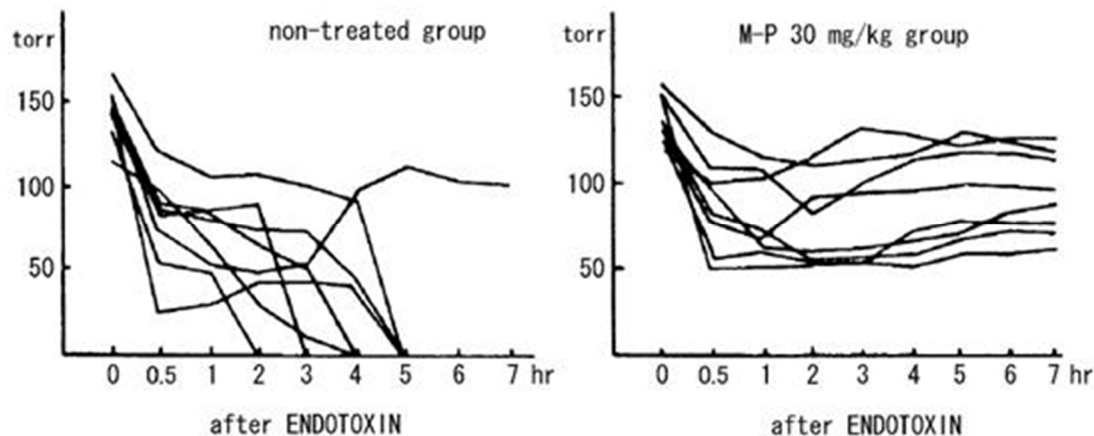 non-treated group
torr
150
100
50
0 0.5 1 2 3 4 5 6 7 hr
after ENDOTOXIN
M-P 30 mg/kg group
torr
150
100
50
0 0.5 1 2 3 4 5 6 7 hr
after ENDOTOXIN